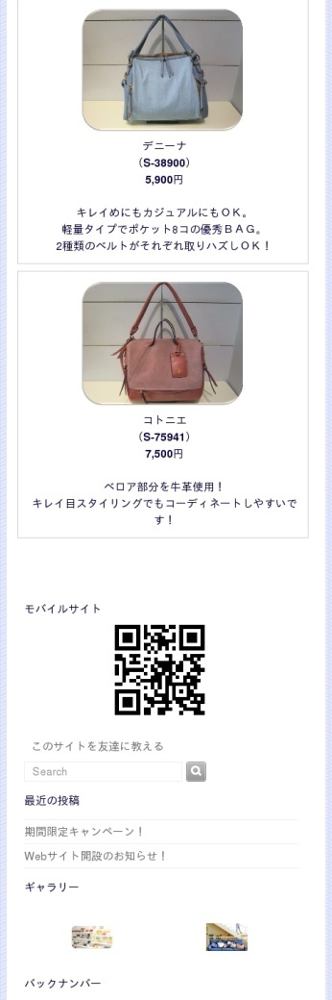 デニーナ
（S-38900）
5,900円
キレイめにもカジュアルにもＯＫ。
軽量タイプでポケット8コの優秀ＢＡＧ。
2種類のベルトがそれぞれ取りハズしＯＫ！
コトニエ
（S-75941）
7,500円
ベロア部分を牛革使用！
キレイ目スタイリングでもコーディネートしやすいで
す！
モバイルサイト
このサイトを友達に教える
Search
最近の投稿
期間限定キャンペーン！
Webサイト開設のお知らせ！
ギャラリー
バックナンバー